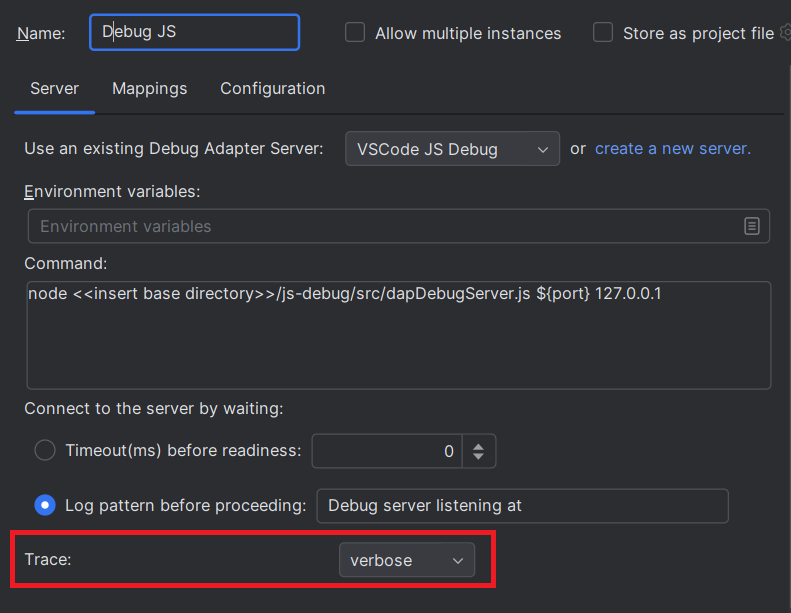 Name: Debug JS Allow multiple instances Store as project file
Server Mappings Configuration
Use an existing Debug Adapter Server: VSCode JS Debug or create a new server.
Environment variables:
Environment variables
Command:
node <<insert base directory>>/js-debug/src/dapDebugServer.js ${port} 127.0.0.1
Connect to the server by waiting:
Timeout(ms) before readiness: 0
Log pattern before proceeding: Debug server listening at
Trace: verbose